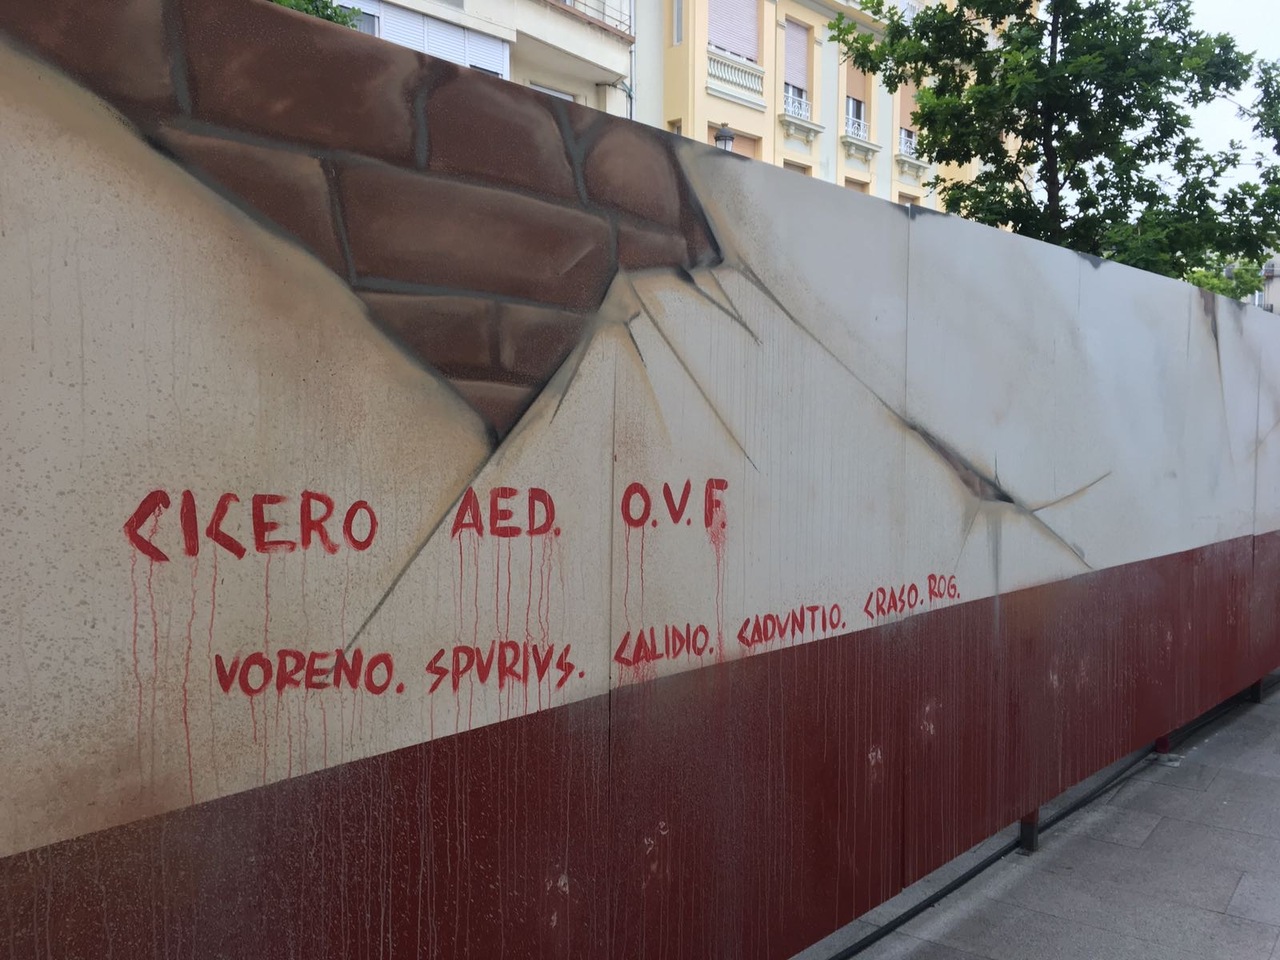 CICERO AED. O.V.F
VORENO. SPVRIVS. CALIDIO. CADVNTIO. CRASO. ROG.